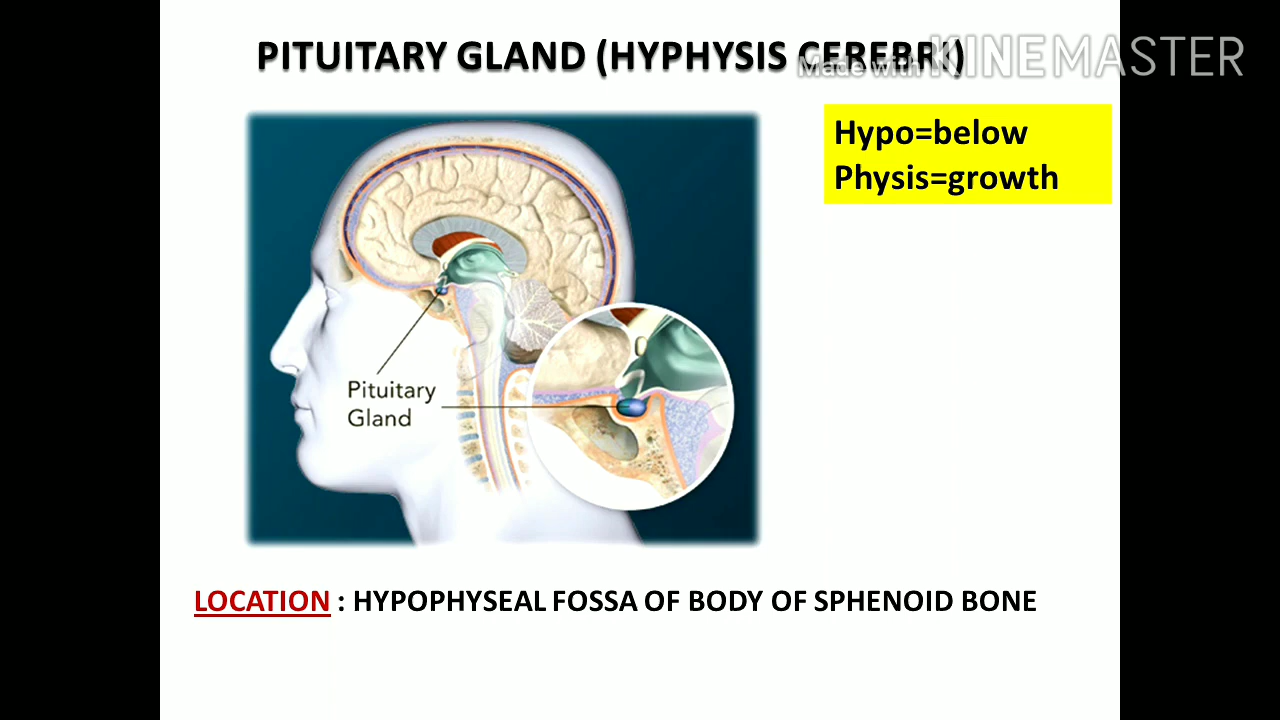 PITUITARY GLAND (HYPHYSIS CEREBRI)
Made with KINEMASTER
Hypo=below
Physis=growth
Pituitary
Gland
LOCATION : HYPOPHYSEAL FOSSA OF BODY OF SPHENOID BONE